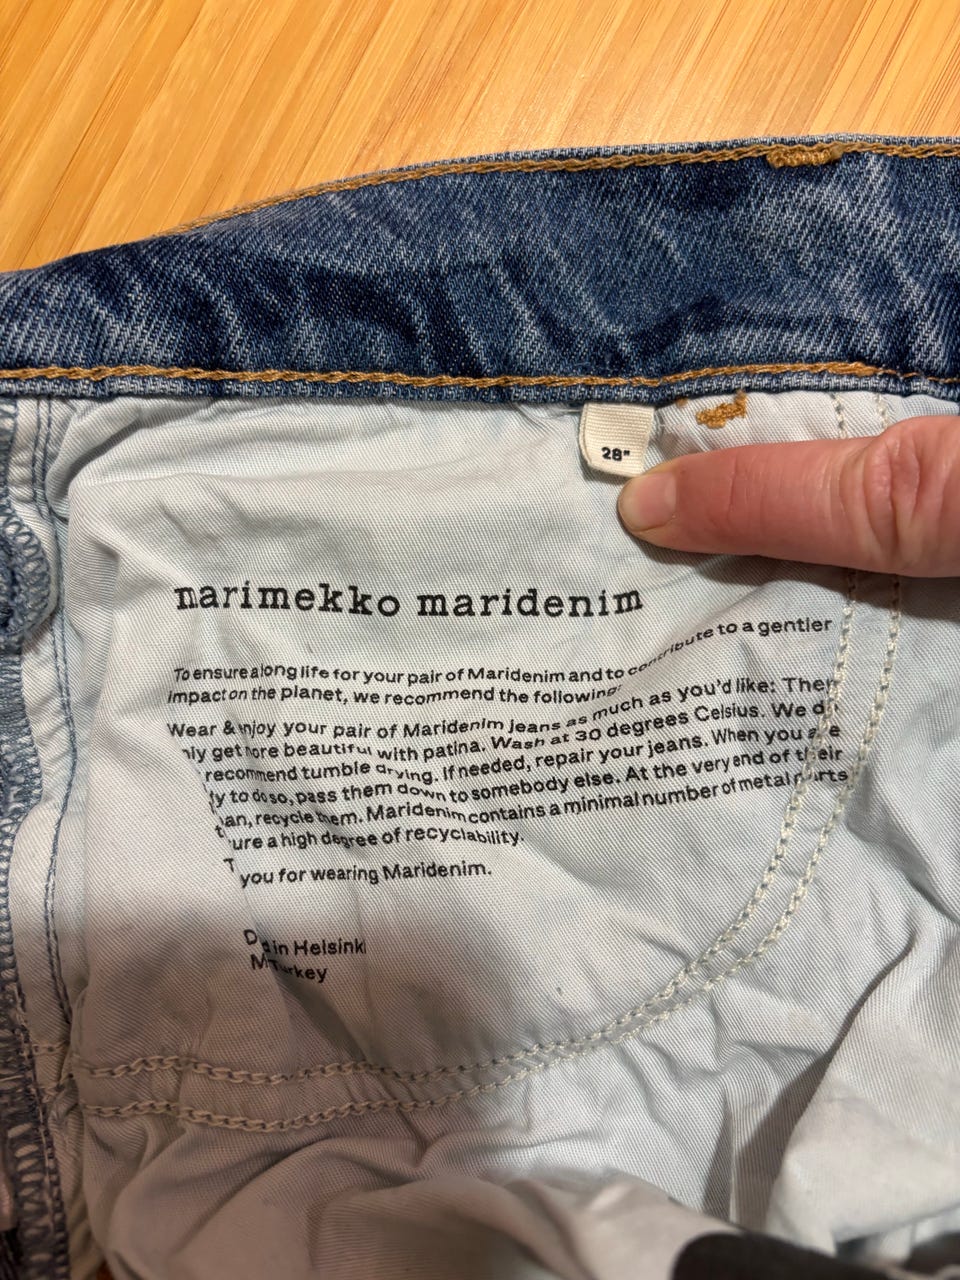 28"
marimekko maridenim
To ensure a long life for your pair of Maridenim and to contribute to a gentler
impact on the planet, we recommend the following:
Wear & enjoy your pair of Maridenim jeans as much as you'd like: They
get more beautiful with patina. Wash at 30 degrees Celsius. We do
recommend tumble drying. If needed, repair your jeans. When you are
to do so, pass them down to somebody else. At the very end of their
recycle them. Maridenim contains a minimal number of metal parts
a high degree of recyclability.
you for wearing Maridenim.
in Helsinki
Turkey